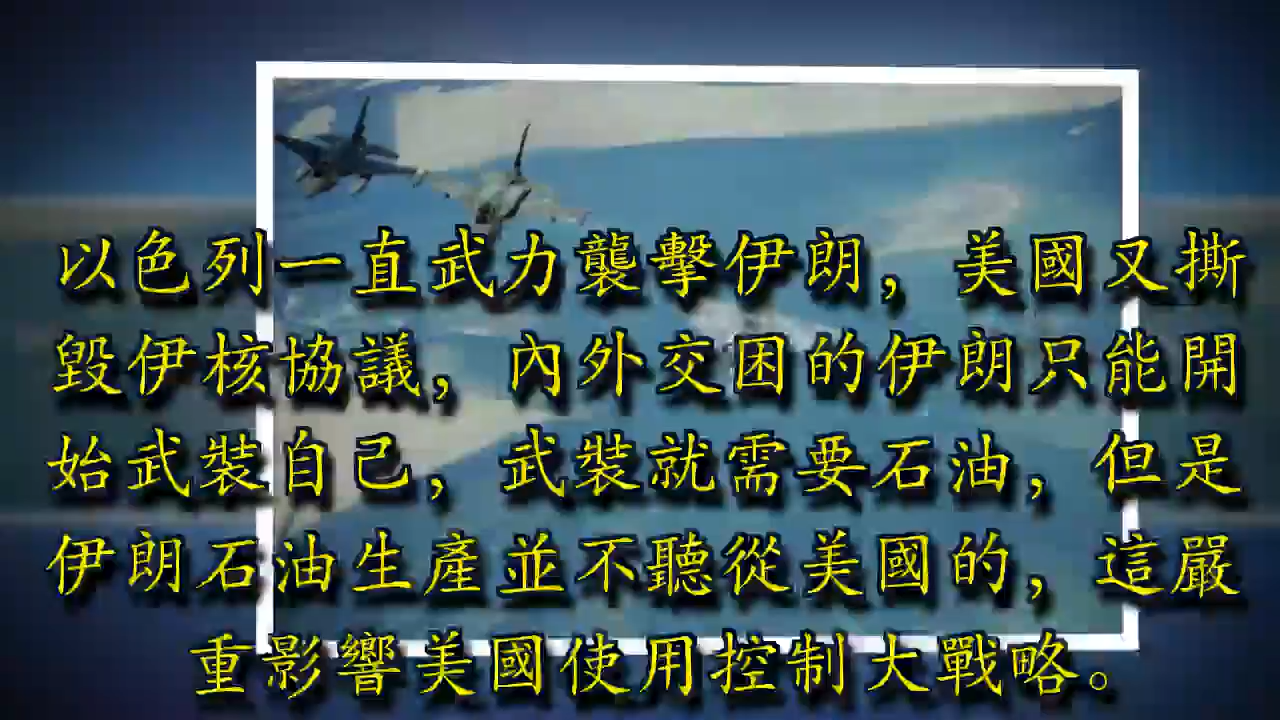 以色列一直武力襲擊伊朗，美國又撕
毀伊核協議，內外交困的伊朗只能開
始武裝自己，武裝就需要石油，但是
伊朗石油生產並不聽從美國的，這嚴
重影響美國使用控制大戰略。